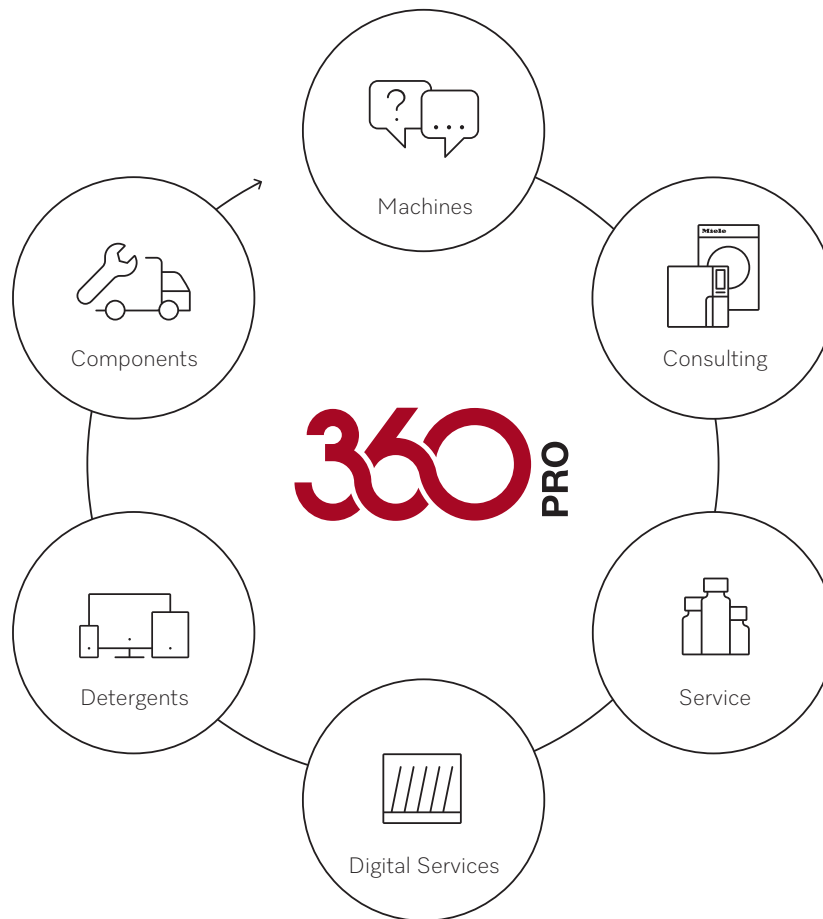 ?
...
Machines
Miele
Consulting
Components
360 PRO
Service
Detergents
Digital Services